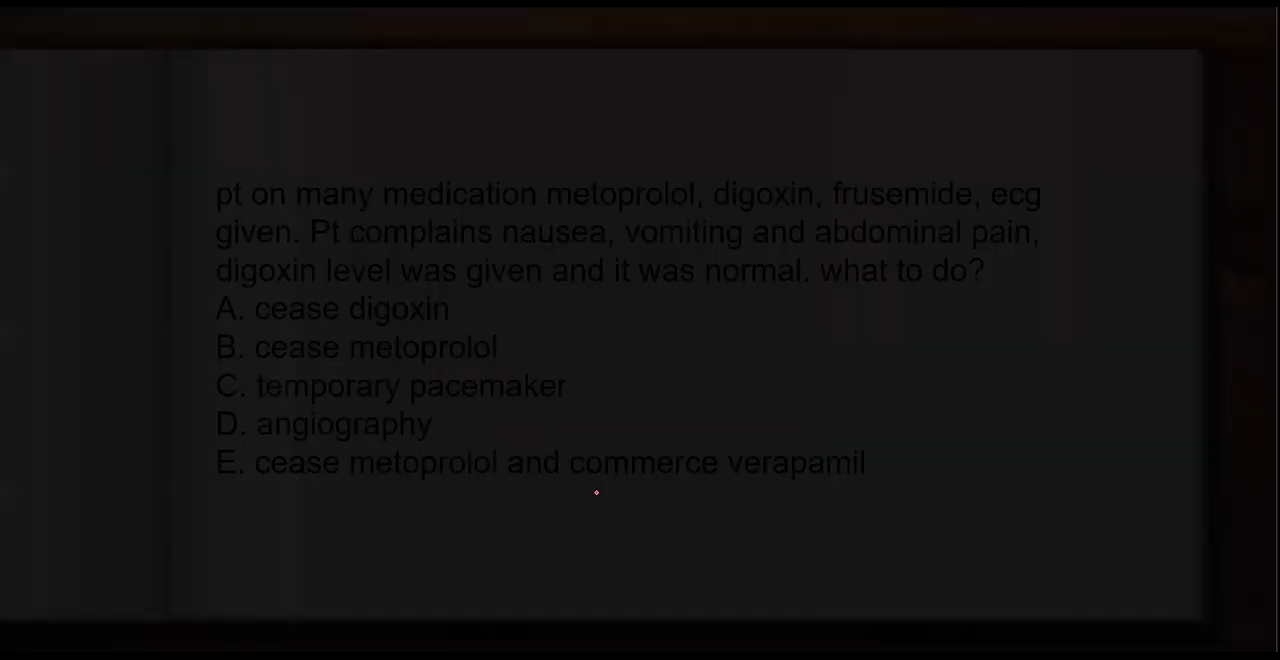 pt on many medication metoprolol, digoxin, frusemide, ecg
given. Pt complains nausea, vomiting and abdominal pain,
digoxin level was given and it was normal. what to do?
A. cease digoxin
B. cease metoprolol
C. temporary pacemaker
D. angiography
E. cease metoprolol and commerce verapamil